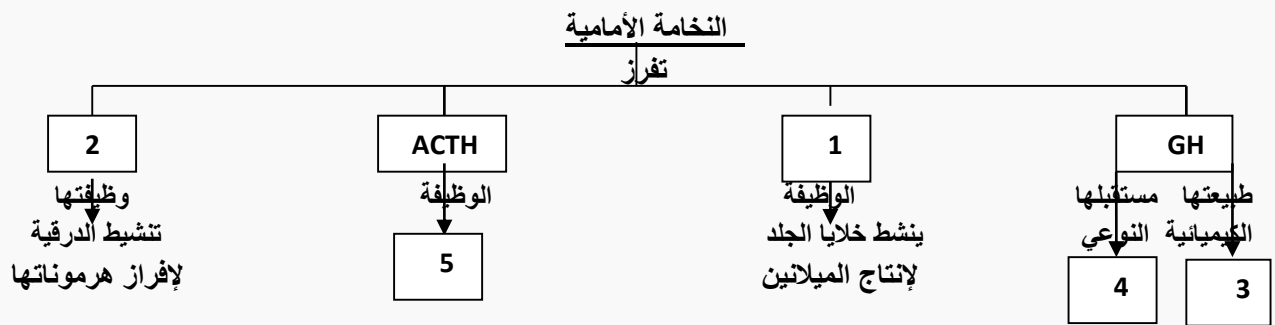 النخامة الأمامية
تفرز
GH
1
ACTH
2
طبيعتها مستقبلها
الكيميائية النوعي
3
4
الوظيفة
ينشط خلايا الجلد
لإنتاج الميلانين
الوظيفة
5
وظيفتها
تنشيط الدرقية
لإفراز هرموناتها